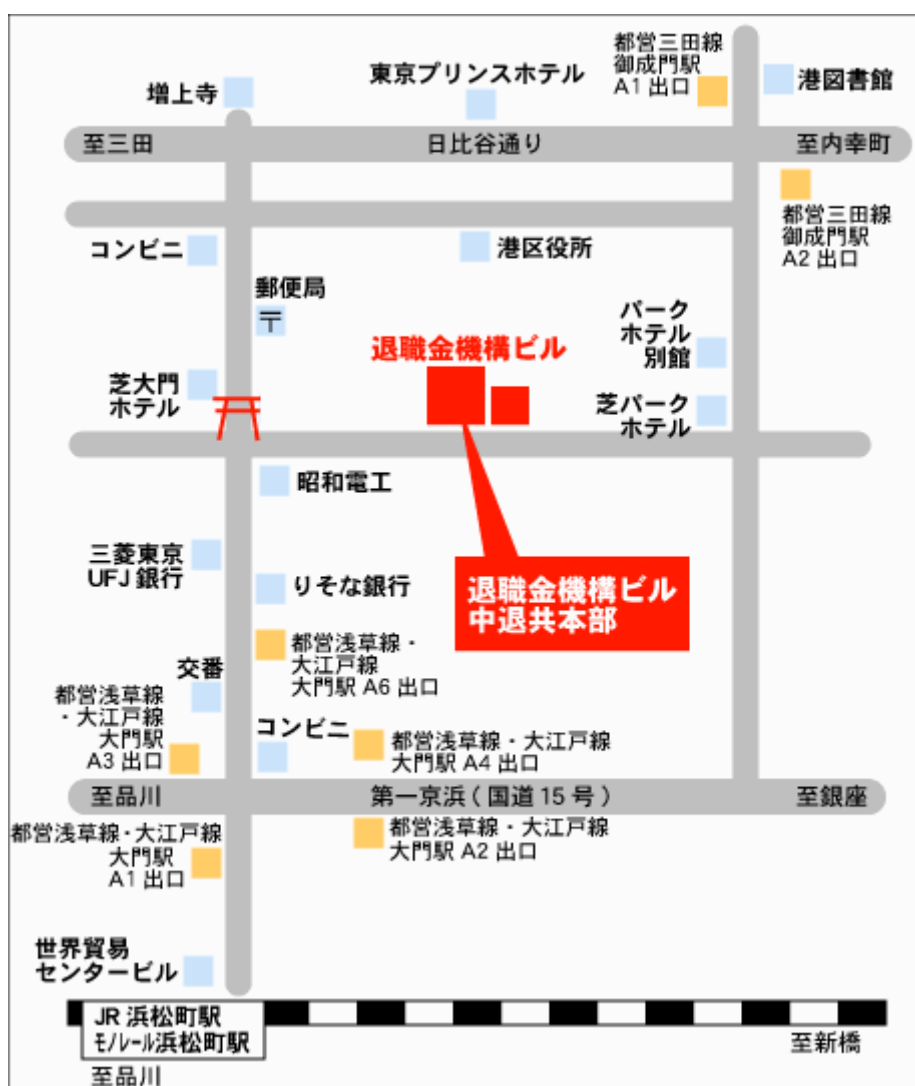 都営三田線
御成門駅
A1 出口
港図書館
東京プリンスホテル
増上寺
至三田
日比谷通り
至内幸町
都営三田線
御成門駅
A2 出口
コンビニ
港区役所
郵便局
〒
パーク
ホテル
別館
退職金機構ビル
芝大門
ホテル
芝パーク
ホテル
昭和電工
三菱東京
UFJ 銀行
りそな銀行
退職金機構ビル
中退共本部
都営浅草線・
大江戸線
大門駅 A6 出口
交番
都営浅草線
・大江戸線
大門駅
A3 出口
コンビニ
都営浅草線・大江戸線
大門駅 A4 出口
至品川
第一京浜(国道15号)
至銀座
都営浅草線・大江戸線
大門駅
A1 出口
都営浅草線・大江戸線
大門駅 A2 出口
世界貿易
センタービル
JR 浜松町駅
モノレール浜松町駅
至新橋
至品川